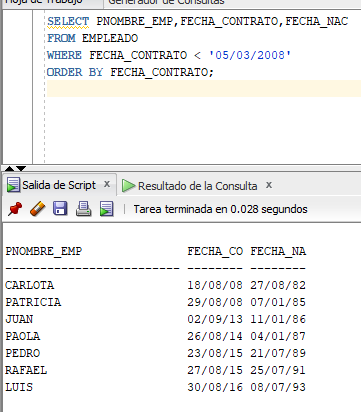 Hoja de Trabajo Generador de Consultas
SELECT PNOMBRE_EMP,FECHA_CONTRATO,FECHA_NAC
FROM EMPLEADO
WHERE FECHA_CONTRATO < '05/03/2008'
ORDER BY FECHA_CONTRATO;
Salida de Script x Resultado de la Consulta x
Tarea terminada en 0.028 segundos
PNOMBRE_EMP FECHA_CO FECHA_NA
------------------------- -------- --------
CARLOTA 18/08/08 27/08/82
PATRICIA 29/08/08 07/01/85
JUAN 02/09/13 11/01/86
PAOLA 26/08/14 04/01/87
PEDRO 23/08/15 21/07/89
RAFAEL 27/08/15 25/07/91
LUIS 30/08/16 08/07/93